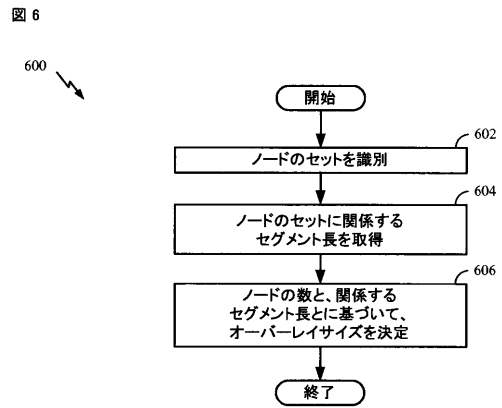 図 6
600
開始
602
ノードのセットを識別
604
ノードのセットに関係する
セグメント長を取得
606
ノードの数と、関係する
セグメント長とに基づいて、
オーバーレイサイズを決定
終了